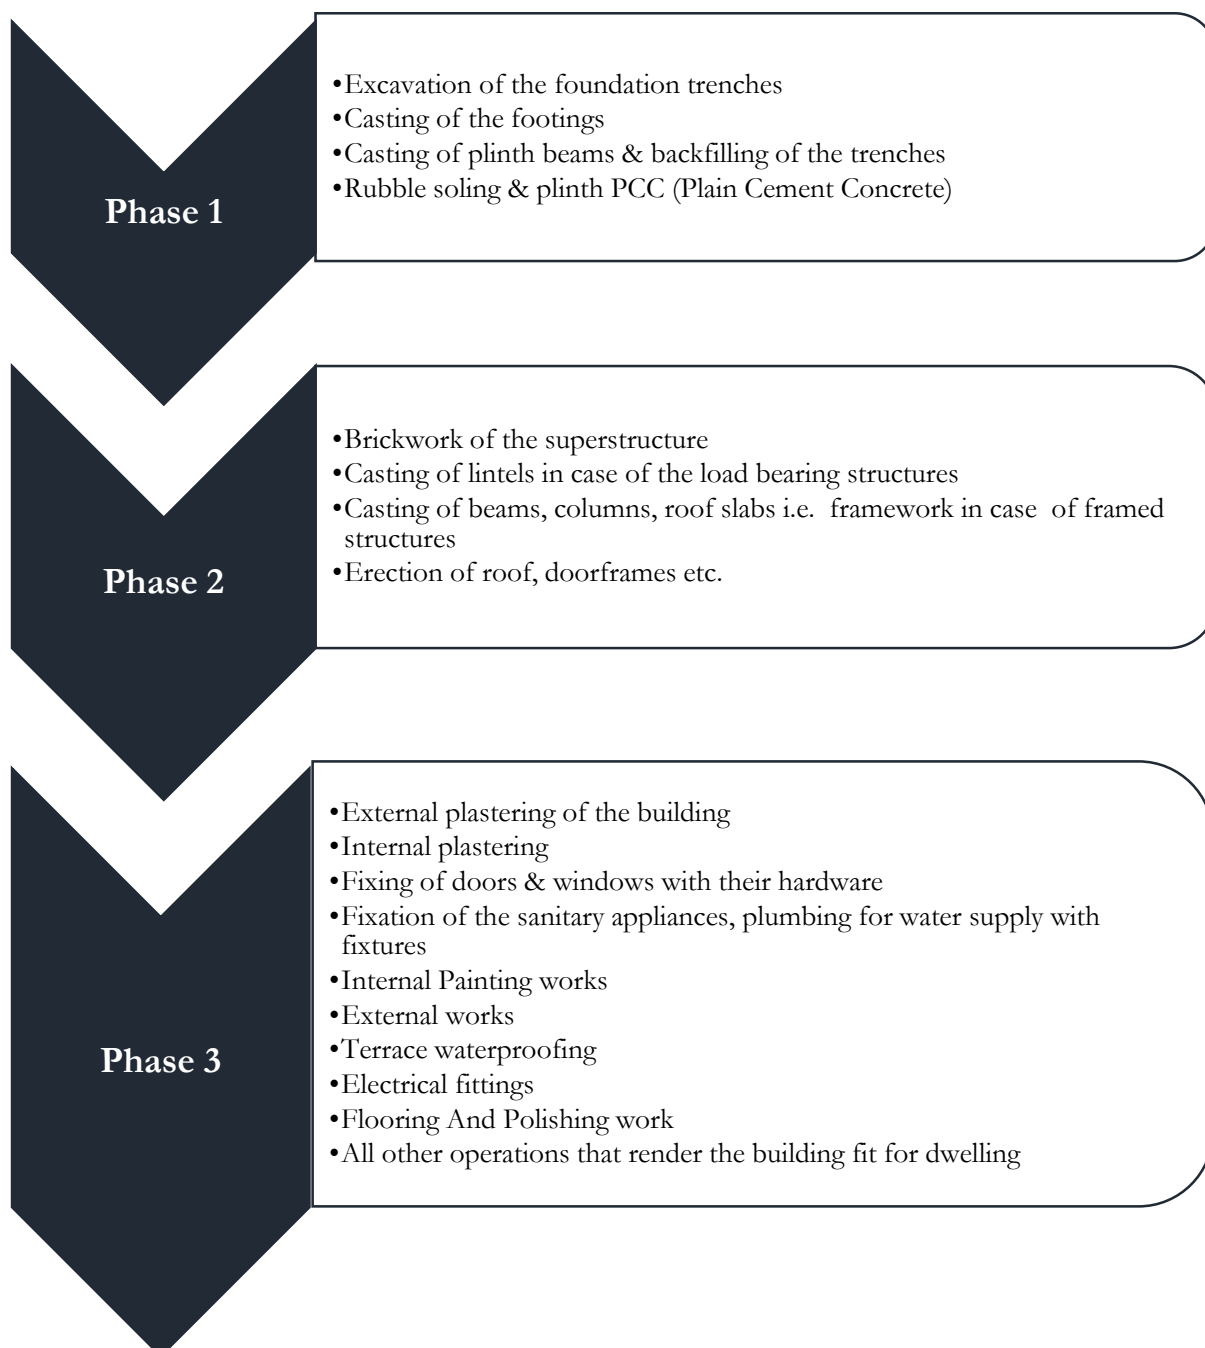 Phase 1
•Excavation of the foundation trenches
•Casting of the footings
•Casting of plinth beams & backfilling of the trenches
•Rubble soling & plinth PCC (Plain Cement Concrete)
Phase 2
•Brickwork of the superstructure
•Casting of lintels in case of the load bearing structures
•Casting of beams, columns, roof slabs i.e.  framework in case  of framed
structures
•Erection of roof, doorframes etc.
Phase 3
•External plastering of the building
•Internal plastering
•Fixing of doors & windows with their hardware
•Fixation of the sanitary appliances, plumbing for water supply with
fixtures
•Internal Painting works
•External works
•Terrace waterproofing
•Electrical fittings
•Flooring And Polishing work
•All other operations that render the building fit for dwelling